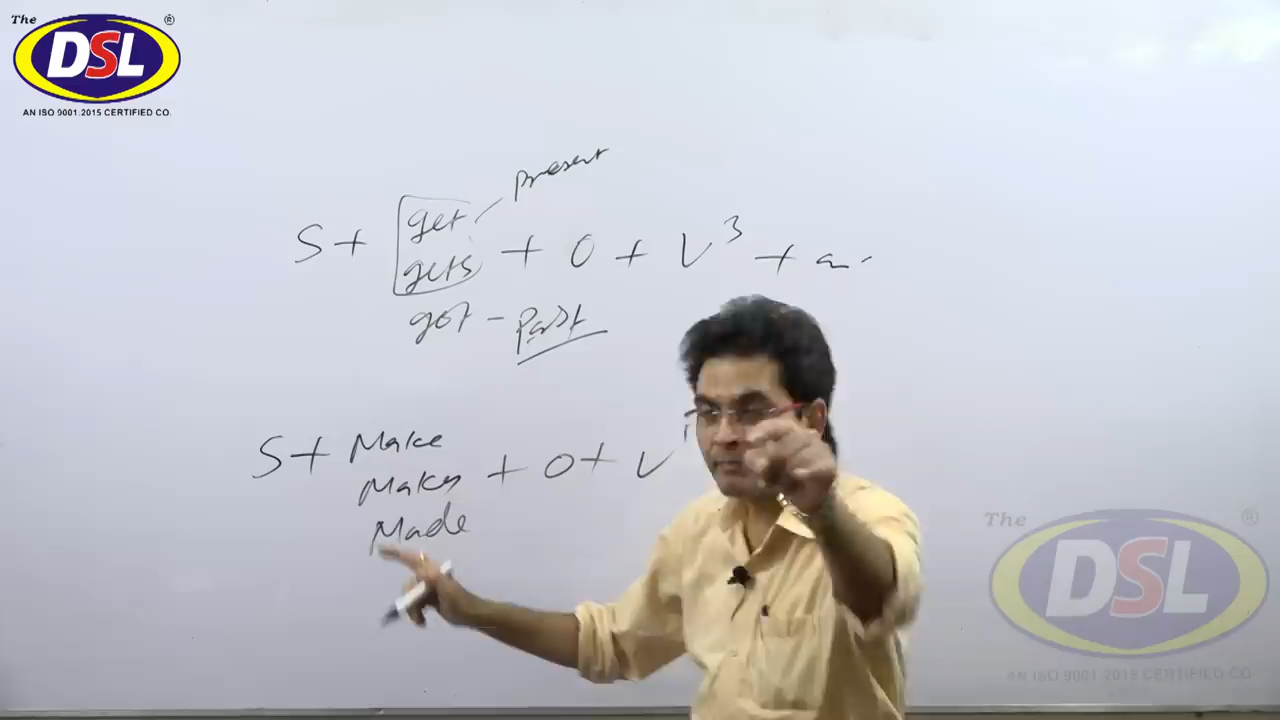 The DSL ®
AN ISO 9001:2015 CERTIFIED CO.
present
S + get
gets + O + V³ +
got - past
S + Make
Makes + O + V¹
Made
The DSL ®
AN ISO 9001:2015 CERTIFIED CO.